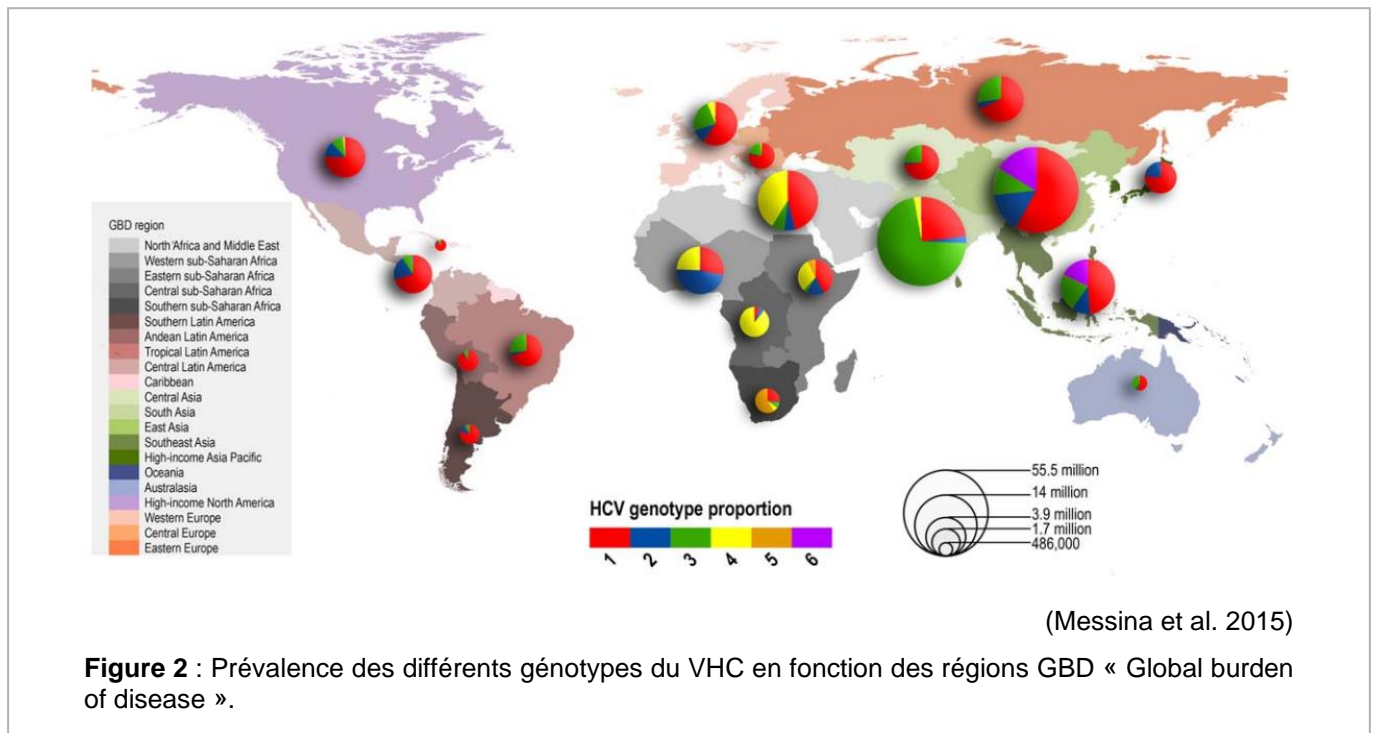 GBD region
North Africa and Middle East
Western sub-Saharan Africa
Eastern sub-Saharan Africa
Central sub-Saharan Africa
Southern sub-Saharan Africa
Southern Latin America
Andean Latin America
Tropical Latin America
Central Latin America
Caribbean
Central Asia
South Asia
East Asia
Southeast Asia
High-income Asia Pacific
Oceania
Australasia
High-income North America
Western Europe
Central Europe
Eastern Europe
HCV genotype proportion
1 2 3 4 5 6
55.5 million
14 million
3.9 million
1.7 million
486,000
(Messina et al. 2015)
Figure 2 : Prévalence des différents génotypes du VHC en fonction des régions GBD « Global burden
of disease ».